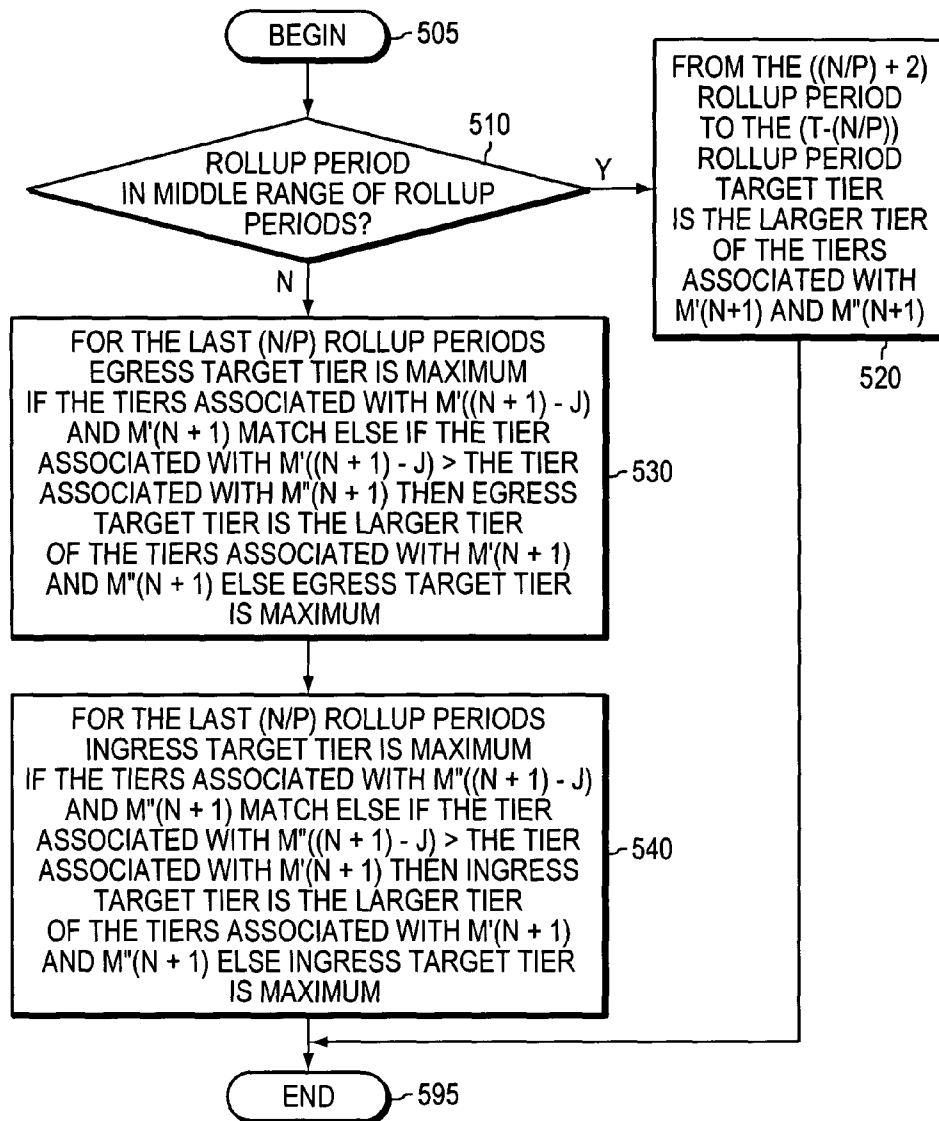 BEGIN
505
510
ROLLUP PERIOD
IN MIDDLE RANGE OF ROLLUP
PERIODS?
Y
N
FROM THE ((N/P) + 2)
ROLLUP PERIOD
TO THE (T-(N/P))
ROLLUP PERIOD
TARGET TIER
IS THE LARGER TIER
OF THE TIERS
ASSOCIATED WITH
M'(N+1) AND M"(N+1)
520
FOR THE LAST (N/P) ROLLUP PERIODS
EGRESS TARGET TIER IS MAXIMUM
IF THE TIERS ASSOCIATED WITH M'((N + 1) - J)
AND M'(N + 1) MATCH ELSE IF THE TIER
ASSOCIATED WITH M'((N + 1) - J) > THE TIER
ASSOCIATED WITH M"(N + 1) THEN EGRESS
TARGET TIER IS THE LARGER TIER
OF THE TIERS ASSOCIATED WITH M'(N + 1)
AND M"(N + 1) ELSE EGRESS TARGET TIER
IS MAXIMUM
530
FOR THE LAST (N/P) ROLLUP PERIODS
INGRESS TARGET TIER IS MAXIMUM
IF THE TIERS ASSOCIATED WITH M"((N + 1) - J)
AND M"(N + 1) MATCH ELSE IF THE TIER
ASSOCIATED WITH M"((N + 1) - J) > THE TIER
ASSOCIATED WITH M'(N + 1) THEN INGRESS
TARGET TIER IS THE LARGER TIER
OF THE TIERS ASSOCIATED WITH M'(N + 1)
AND M"(N + 1) ELSE INGRESS TARGET TIER
IS MAXIMUM
540
END
595